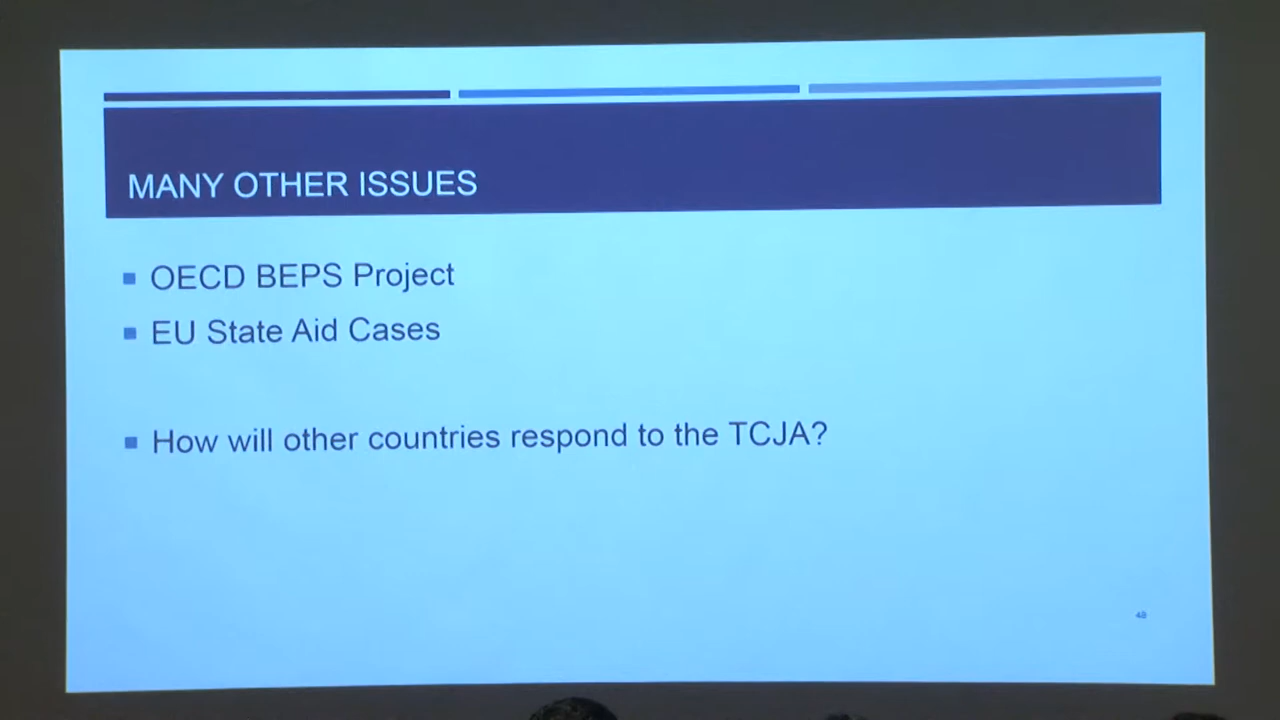 MANY OTHER ISSUES
OECD BEPS Project
EU State Aid Cases
How will other countries respond to the TCJA?